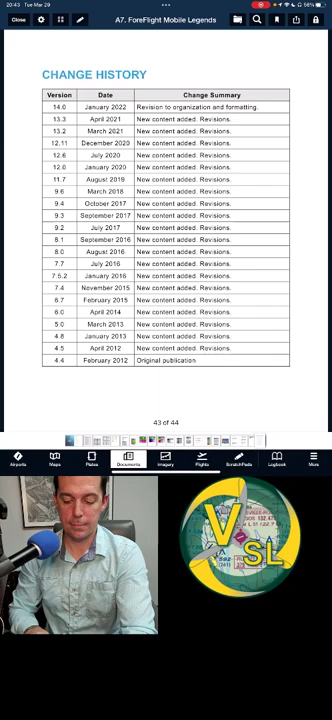 20:43 Tue Mar 29
56%
Close
A7. ForeFlight Mobile Legends
CHANGE HISTORY
Version Date Change Summary
14.0 January 2022 Revision to organization and formatting.
13.3 April 2021 New content added. Revisions.
13.2 March 2021 New content added. Revisions.
12.11 December 2020 New content added. Revisions.
12.6 July 2020 New content added. Revisions.
12.0 January 2020 New content added. Revisions.
11.7 August 2019 New content added. Revisions.
9.6 March 2018 New content added. Revisions.
9.4 October 2017 New content added. Revisions.
9.3 September 2017 New content added. Revisions.
9.2 July 2017 New content added. Revisions.
8.1 September 2016 New content added. Revisions.
8.0 August 2016 New content added. Revisions.
7.7 July 2016 New content added. Revisions.
7.5.2 January 2016 New content added. Revisions.
7.4 November 2015 New content added. Revisions.
6.7 February 2015 New content added. Revisions.
6.0 April 2014 New content added. Revisions.
5.0 March 2013 New content added. Revisions.
4.8 January 2013 New content added. Revisions.
4.5 April 2012 New content added. Revisions.
4.4 February 2012 Original publication
43 of 44
Airports Maps Plates Documents Imagery Flights ScratchPads Logbook More
VSL